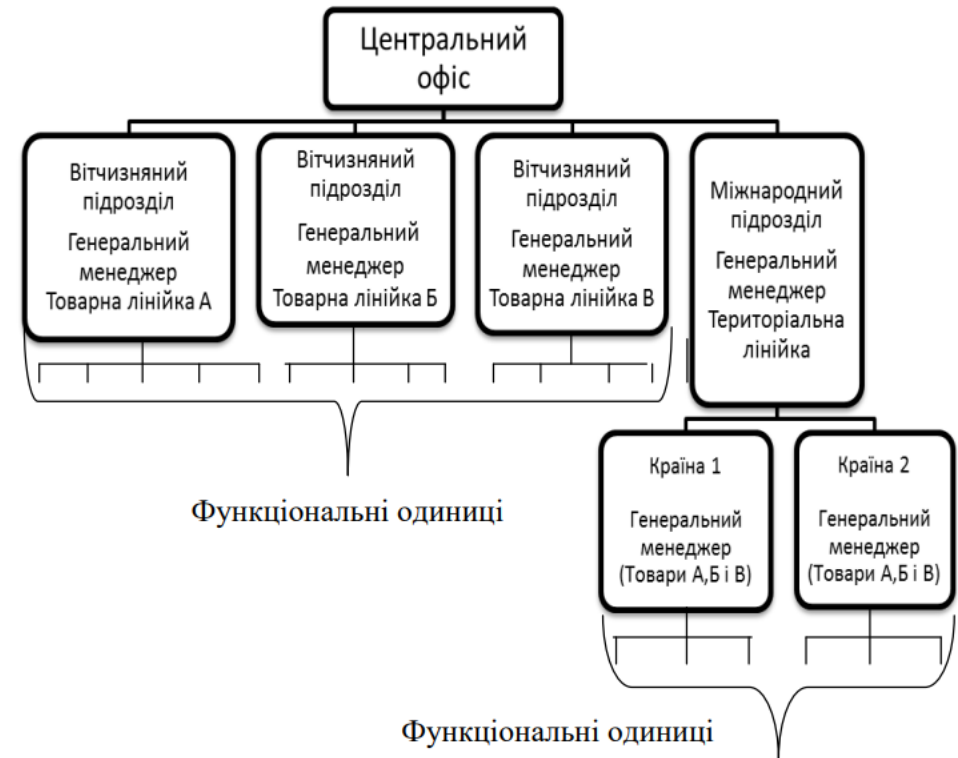 Центральний
офіс
Вітчизняний
підрозділ
Генеральний
менеджер
Товарна лінійка А
Вітчизняний
підрозділ
Генеральний
менеджер
Товарна лінійка Б
Вітчизняний
підрозділ
Генеральний
менеджер
Товарна лінійка В
Міжнародний
підрозділ
Генеральний
менеджер
Територіальна
лінійка
Функціональні одиниці
Країна 1
Генеральний
менеджер
(Товари А,Б і В)
Країна 2
Генеральний
менеджер
(Товари А,Б і В)
Функціональні одиниці